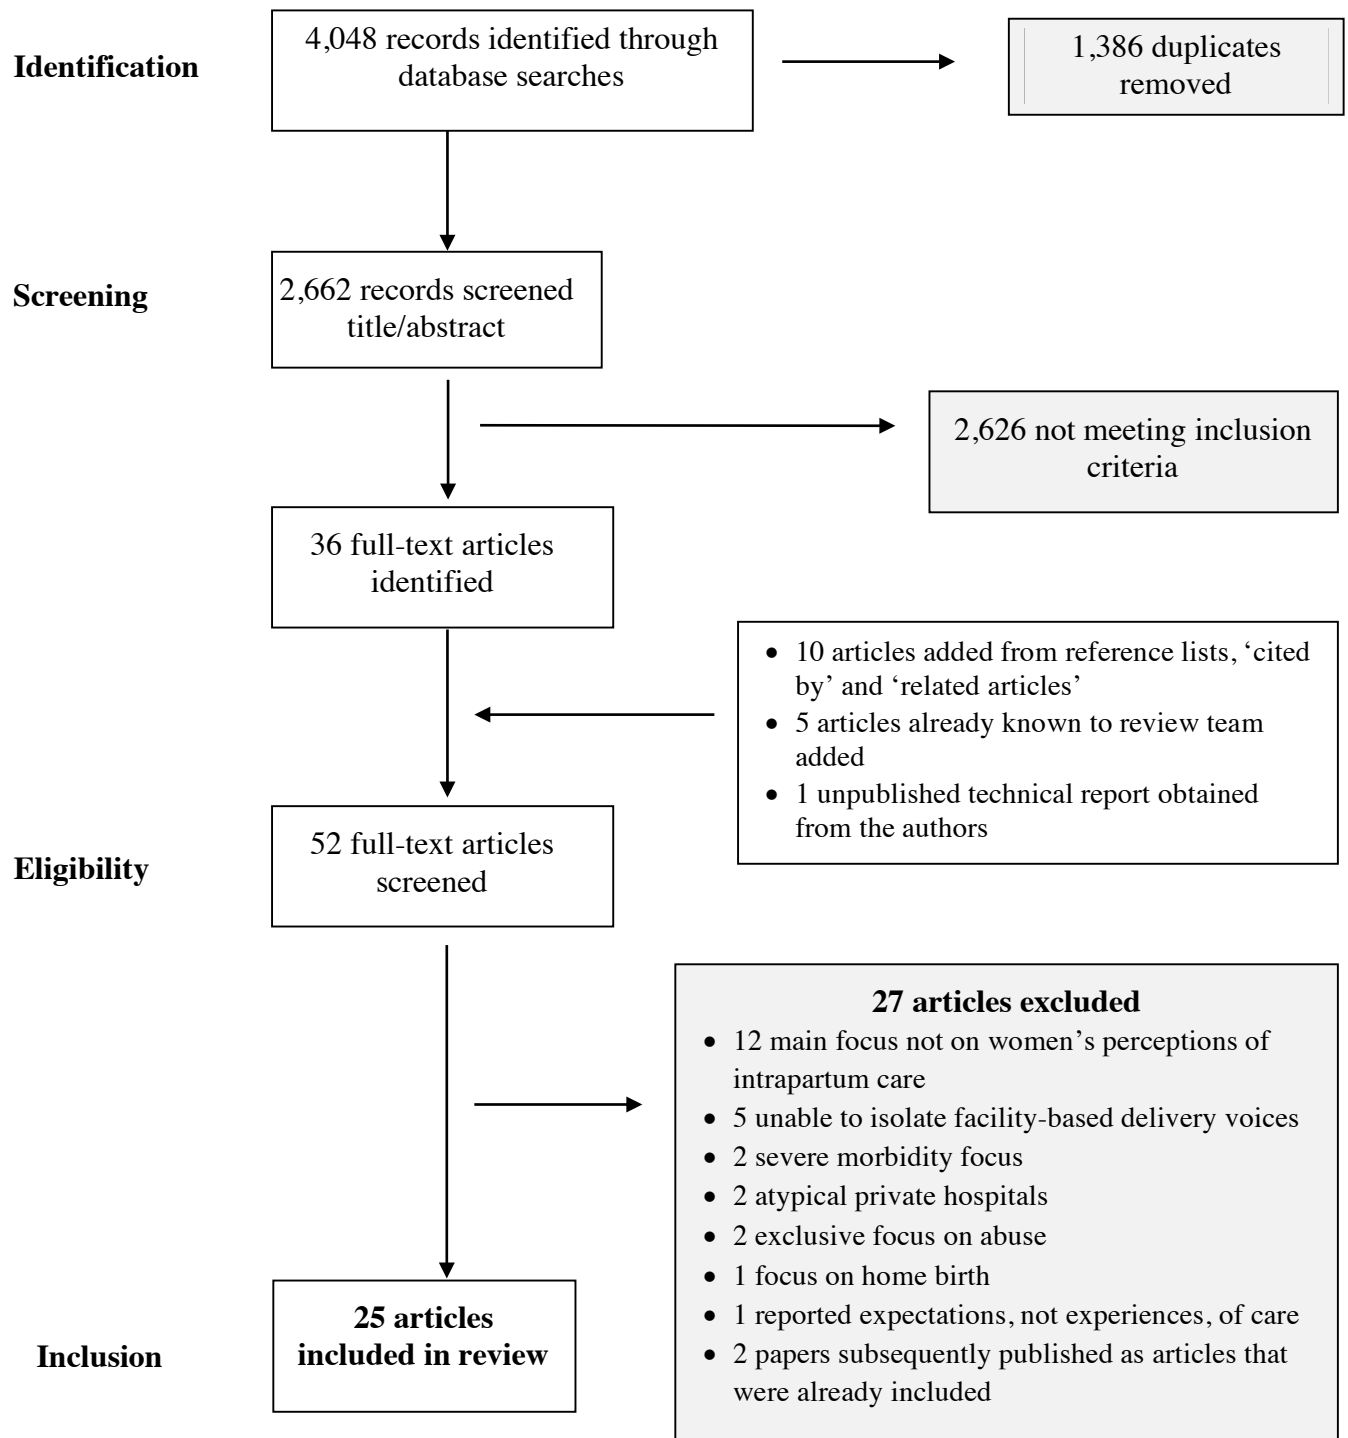 Identification
4,048 records identified through
database searches
1,386 duplicates
removed
Screening
2,662 records screened
title/abstract
2,626 not meeting inclusion
criteria
36 full-text articles
identified
• 10 articles added from reference lists, ‘cited
by’ and ‘related articles’
• 5 articles already known to review team
added
• 1 unpublished technical report obtained
from the authors
Eligibility
52 full-text articles
screened
27 articles excluded
• 12 main focus not on women’s perceptions of
intrapartum care
• 5 unable to isolate facility-based delivery voices
• 2 severe morbidity focus
• 2 atypical private hospitals
• 2 exclusive focus on abuse
• 1 focus on home birth
• 1 reported expectations, not experiences, of care
• 2 papers subsequently published as articles that
were already included
Inclusion
25 articles
included in review